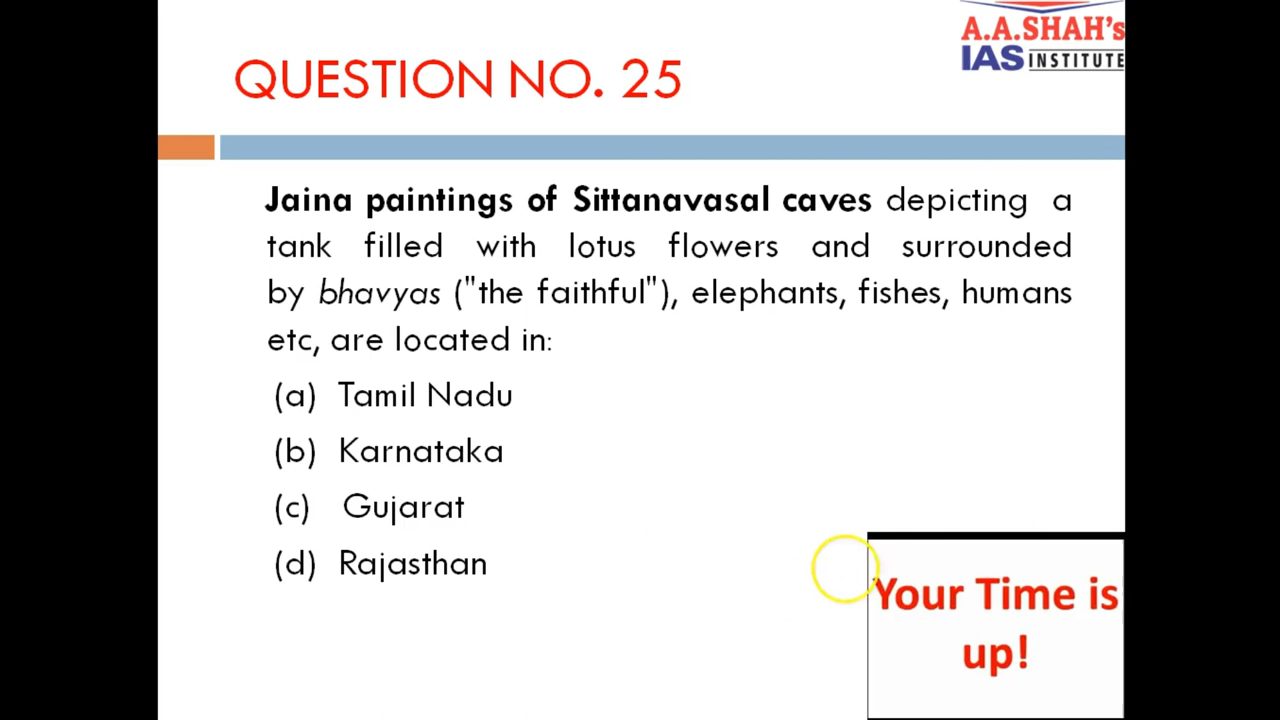 A.A.SHAH's
IAS INSTITUTE
QUESTION NO. 25
Jaina paintings of Sittanavasal caves depicting a
tank filled with lotus flowers and surrounded
by bhavyas ("the faithful"), elephants, fishes, humans
etc, are located in:
(a) Tamil Nadu
(b) Karnataka
(c) Gujarat
(d) Rajasthan
Your Time is
up!